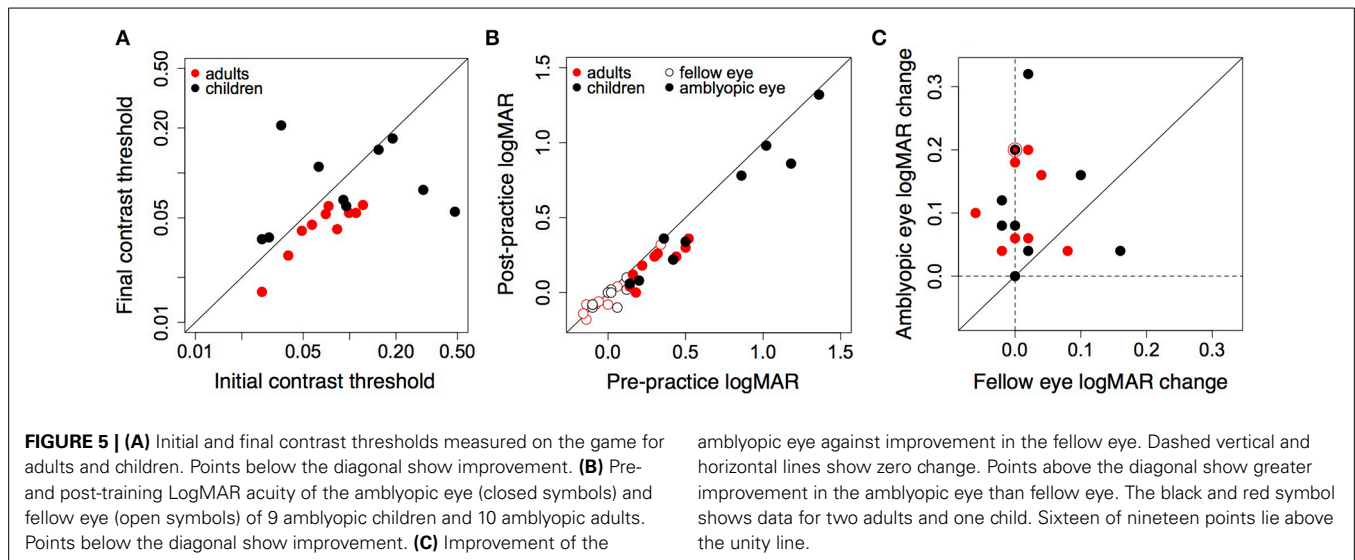 A
Final contrast threshold
0.50
0.20
0.05
0.01
adults
children
0.01 0.05 0.20 0.50
Initial contrast threshold
B
Post-practice logMAR
1.5
1.0
0.5
0.0
adults
children
fellow eye
amblyopic eye
0.0 0.5 1.0 1.5
Pre-practice logMAR
C
Amblyopic eye logMAR change
0.3
0.2
0.1
0.0
0.0 0.1 0.2 0.3
Fellow eye logMAR change
FIGURE 5 | (A) Initial and final contrast thresholds measured on the game for
adults and children. Points below the diagonal show improvement. (B) Pre-
and post-training LogMAR acuity of the amblyopic eye (closed symbols) and
fellow eye (open symbols) of 9 amblyopic children and 10 amblyopic adults.
Points below the diagonal show improvement. (C) Improvement of the
amblyopic eye against improvement in the fellow eye. Dashed vertical and
horizontal lines show zero change. Points above the diagonal show greater
improvement in the amblyopic eye than fellow eye. The black and red symbol
shows data for two adults and one child. Sixteen of nineteen points lie above
the unity line.